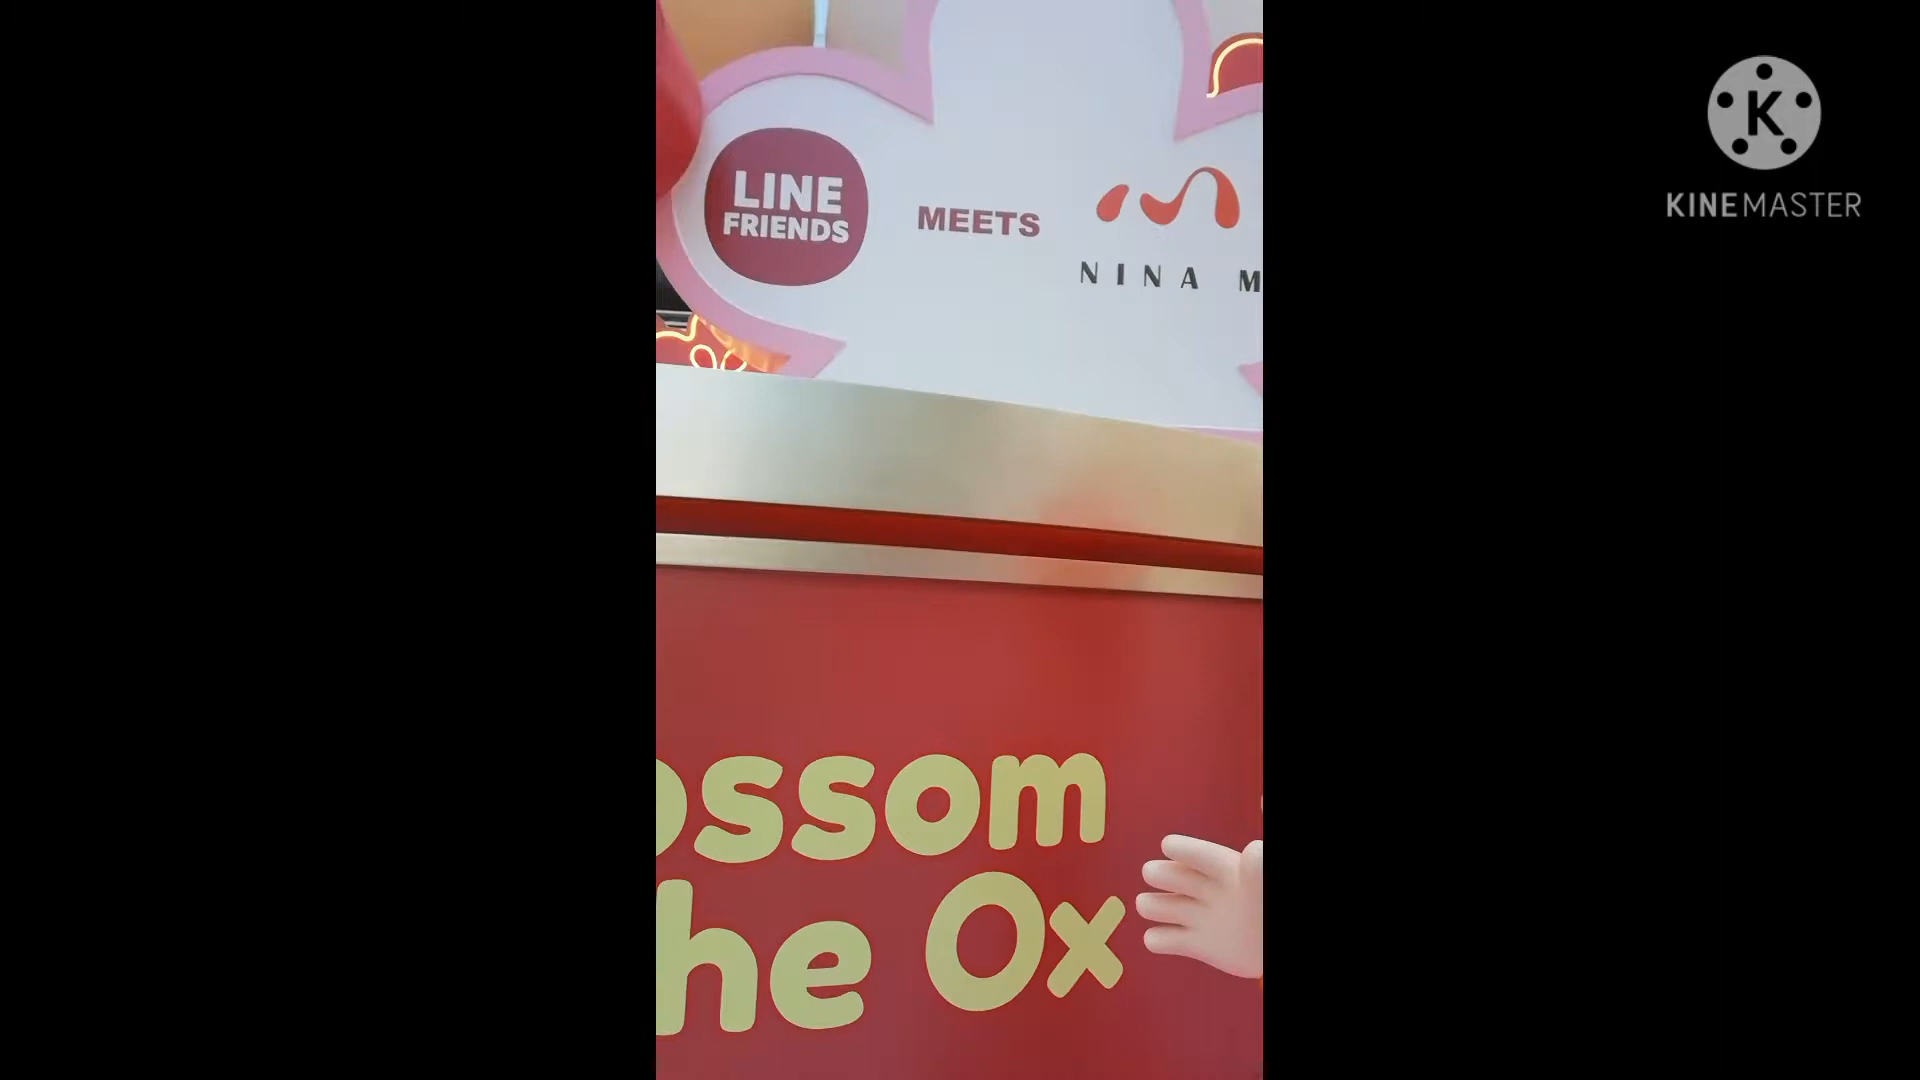 LINE
FRIENDS
MEETS
NINA M
ossom
he Ox
K
KINEMASTER